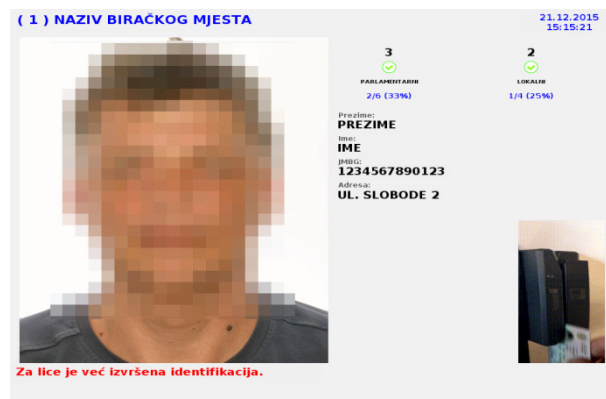 ( 1 ) NAZIV BIRAČKOG MJESTA
21.12.2015
15:15:21
3
PARLAMENTARNI
2/6 (33%)
2
LOKALNI
1/4 (25%)
Prezime:
PREZIME
Ime:
IME
JMBG:
1234567890123
Adresa:
UL. SLOBODE 2
Za lice je već izvršena identifikacija.